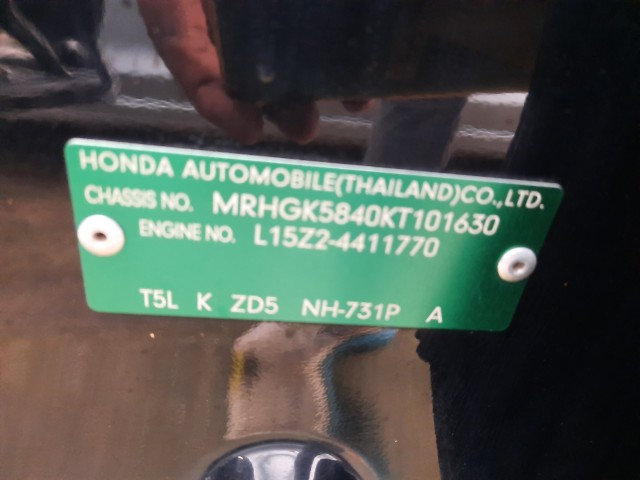 HONDA AUTOMOBILE(THAILAND)CO.,LTD.
CHASSIS NO. MRHGK5840KT101630
ENGINE NO. L15Z2-4411770
T5L K ZD5 NH-731P A